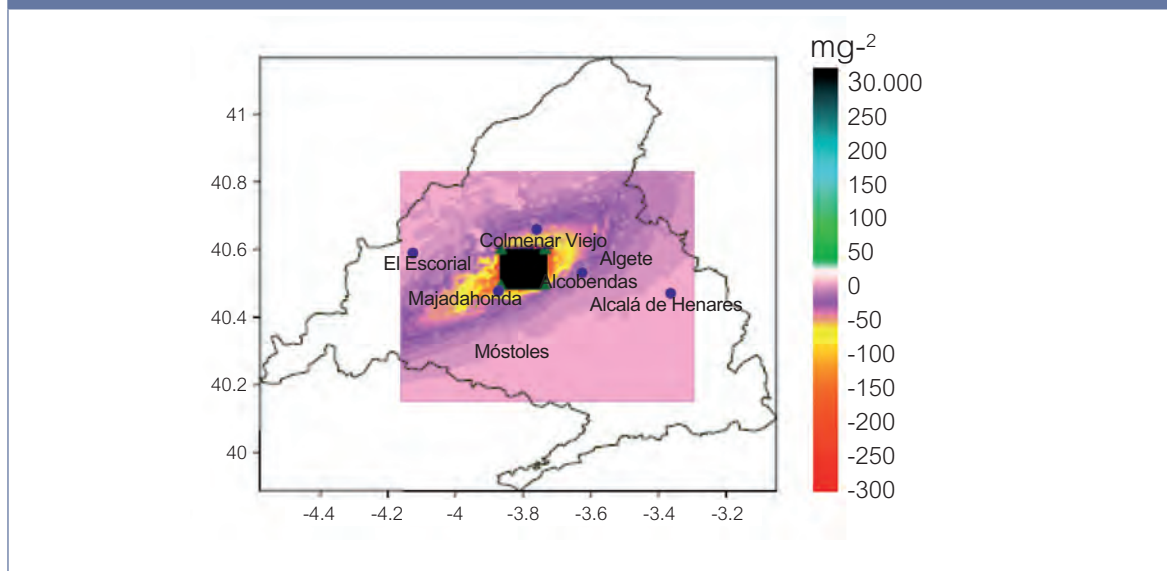 mg-²
30.000
250
200
150
100
50
0
-50
-100
-150
-200
-250
-300
41
40.8
40.6
40.4
40.2
40
Colmenar Viejo
El Escorial
Algete
Alcobendas
Majadahonda
Alcalá de Henares
Móstoles
-4.4 -4.2 -4 -3.8 -3.6 -3.4 -3.2